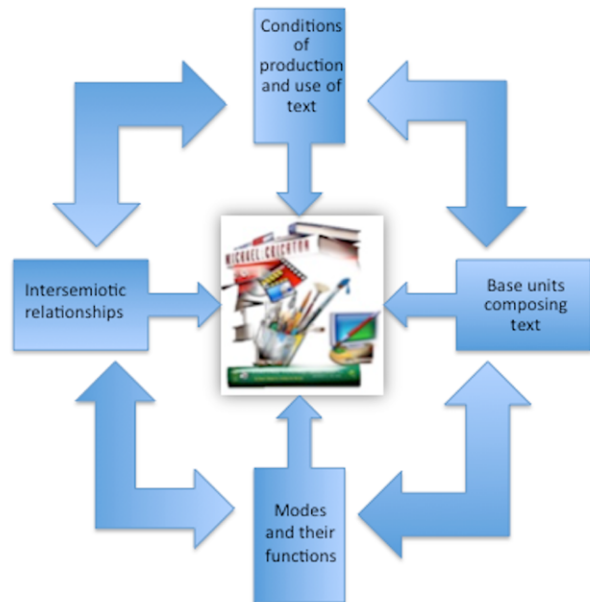 Conditions
of
production
and use of
text
MICHAEL CRICHTON
Intersemiotic
relationships
Base units
composing
text
Modes
and their
functions